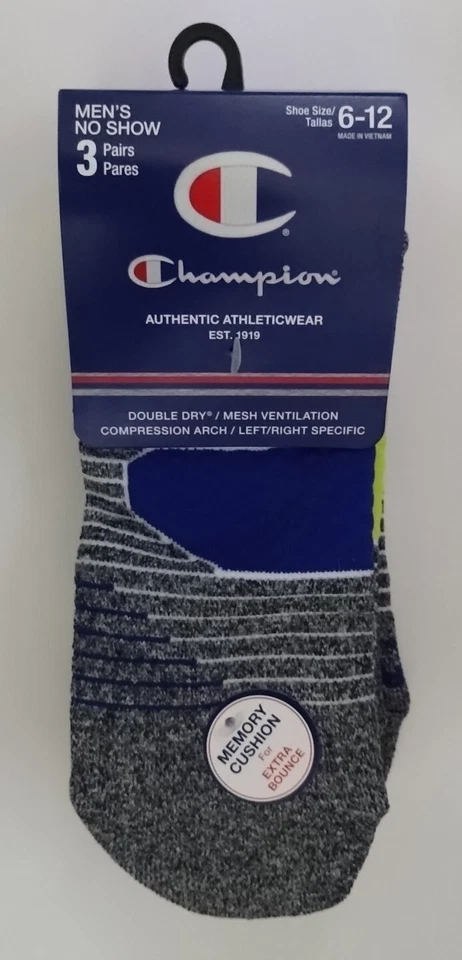 MEN'S
NO SHOW
3 Pairs
Pares
Shoe Size/
Tallas 6-12
MADE IN VIETNAM
C
®
Champion®
AUTHENTIC ATHLETICWEAR
EST. 1919
DOUBLE DRY® / MESH VENTILATION
COMPRESSION ARCH / LEFT/RIGHT SPECIFIC
MEMORY
CUSHION
For
EXTRA
BOUNCE